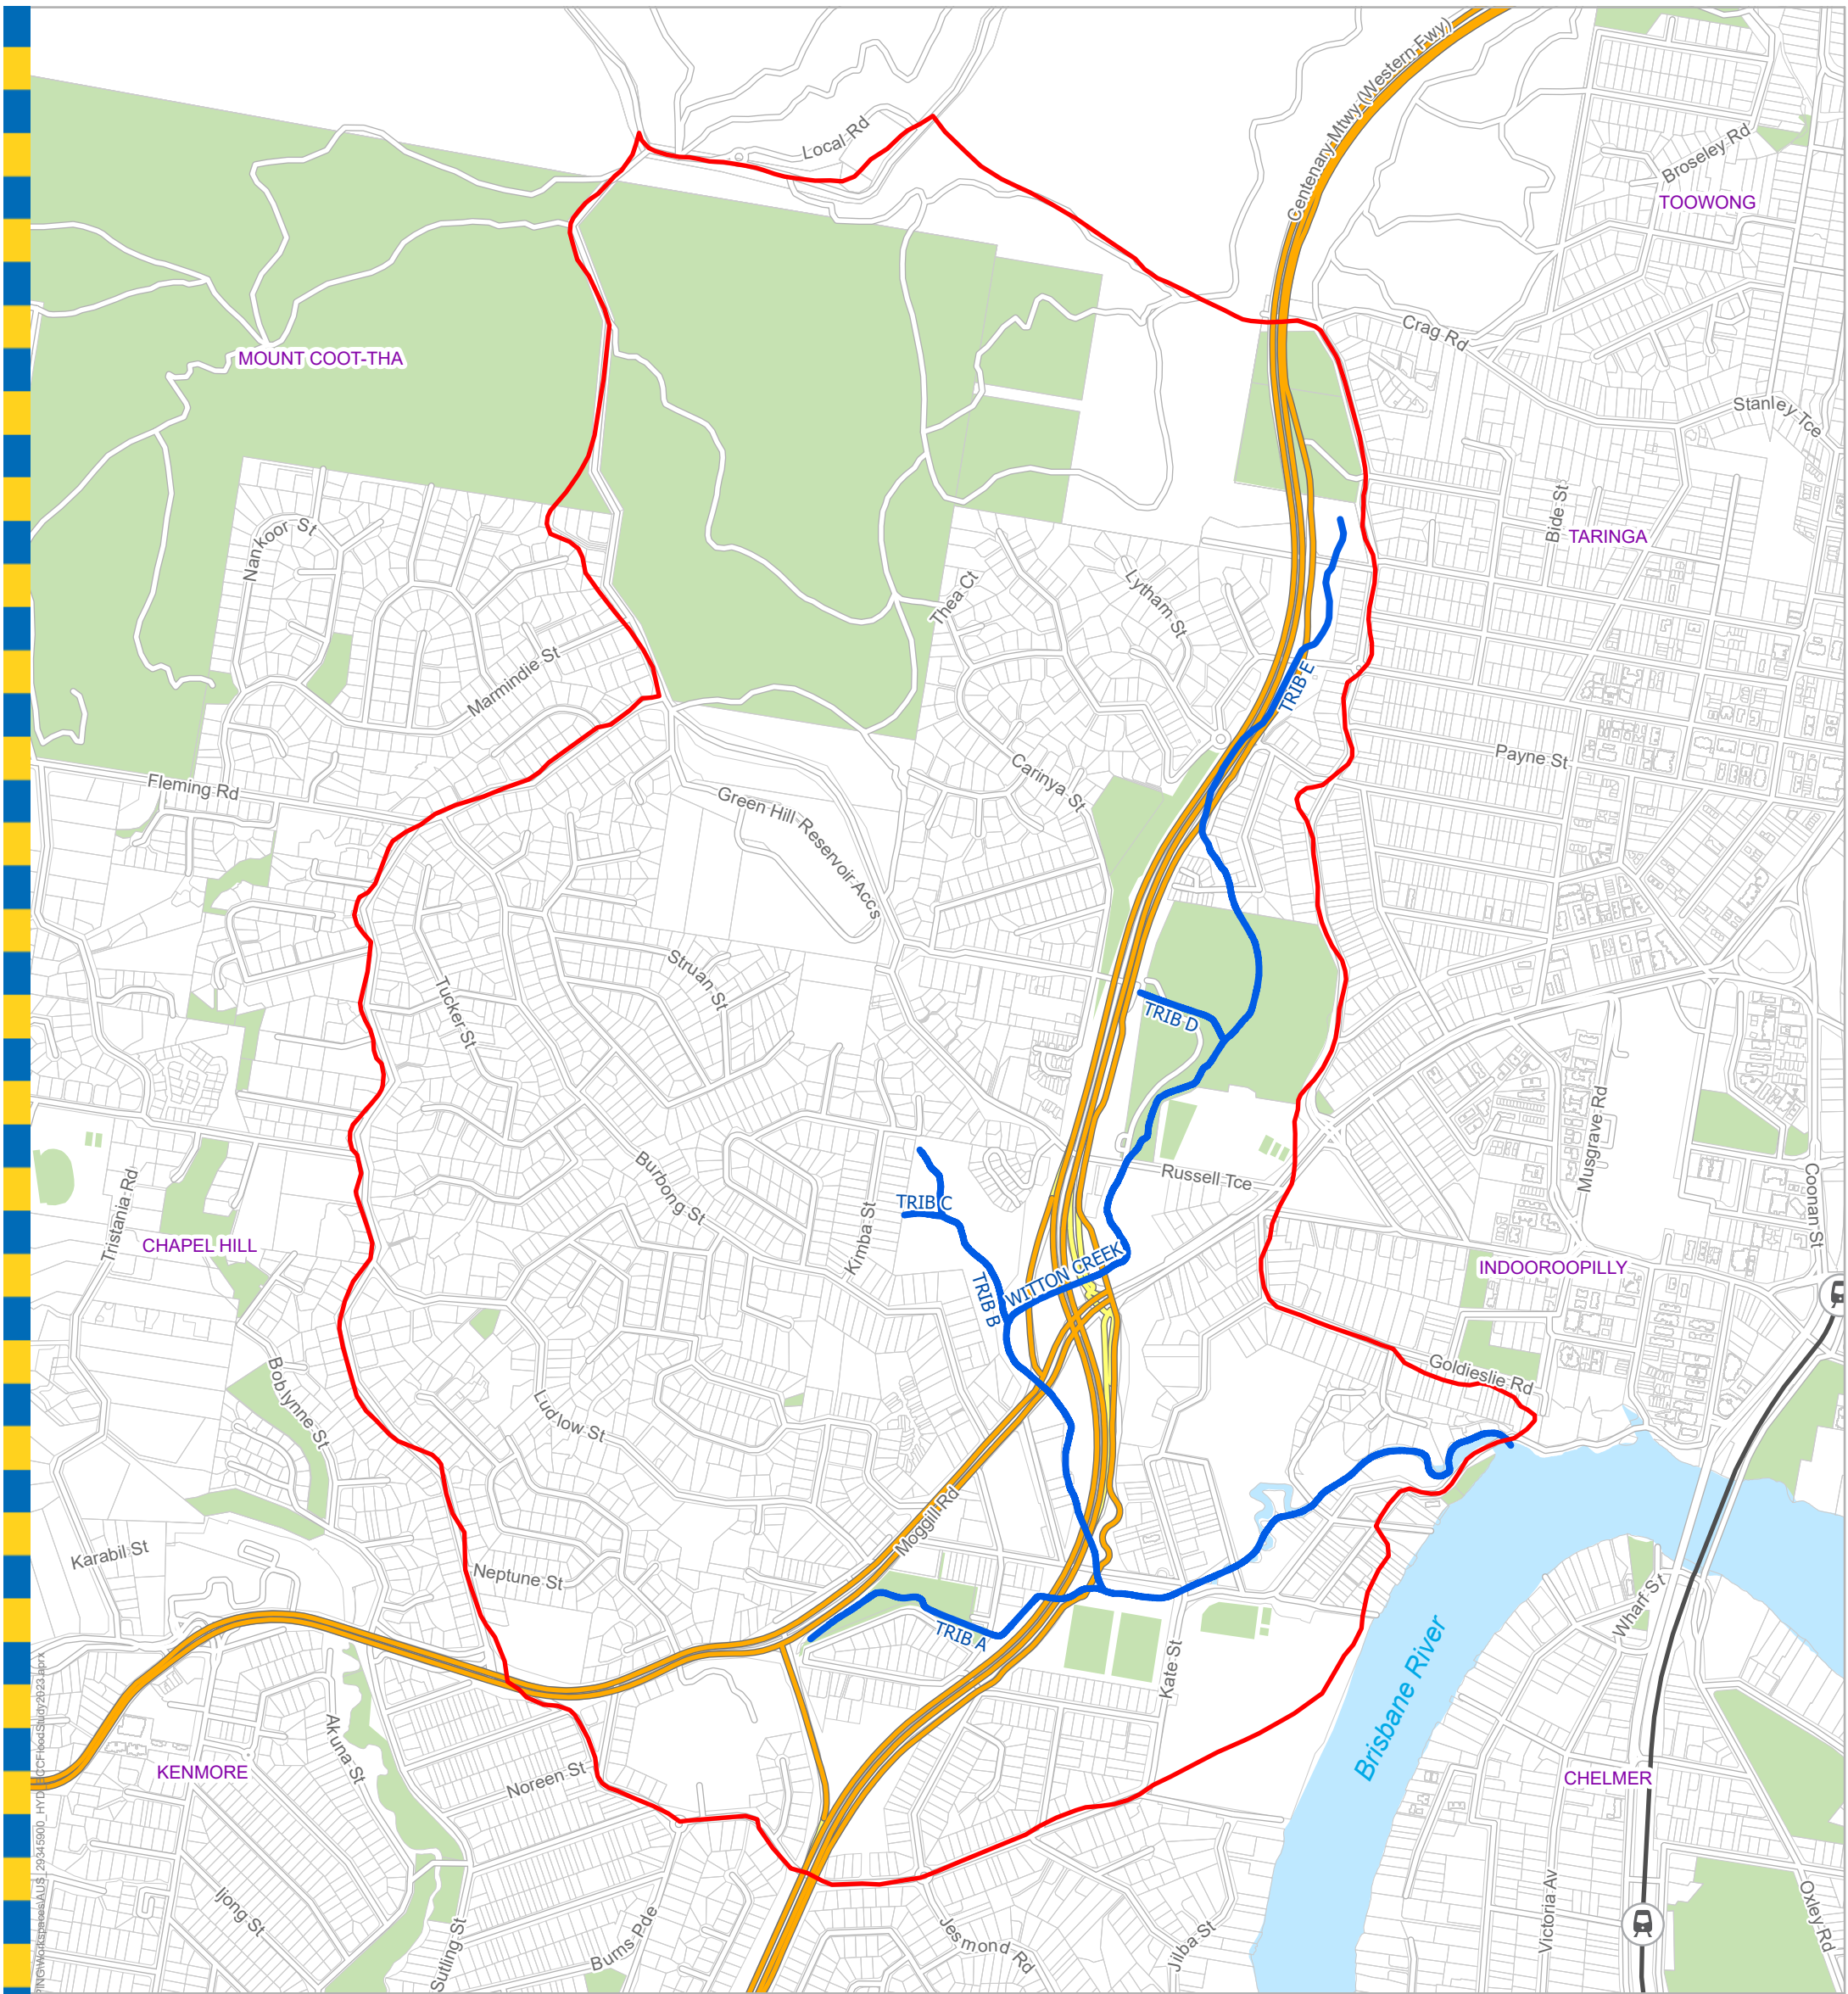 Centenary Mtwy (Western Fwy)
Local Rd
Broseley Rd
TOOWONG
Crag Rd
MOUNT COOT-THA
Stanley Tce
Nankoor St
Bide St
TARINGA
Thea Ct
Lytham St
Marmindie St
TRIB E
Payne St
Carinya St
Fleming Rd
Green Hill Reservoir Accs
Struan St
Tucker St
TRIB D
Musgrave Rd
Russell Tce
Coonan St
Burbong St
Tristania Rd
TRIB C
Kimba St
CHAPEL HILL
WITTON CREEK
INDOOROOPILLY
TRIB B
Goldieslie Rd
Boblynne St
Ludlow St
Moggill Rd
Karabil St
Neptune St
Wharf St
TRIB A
Kate St
Brisbane River
Akuna St
KENMORE
Noreen St
CHELMER
Ijong St
Sutling St
Burns Pde
Jesmond Rd
Jilba St
Victoria Av
Oxley Rd